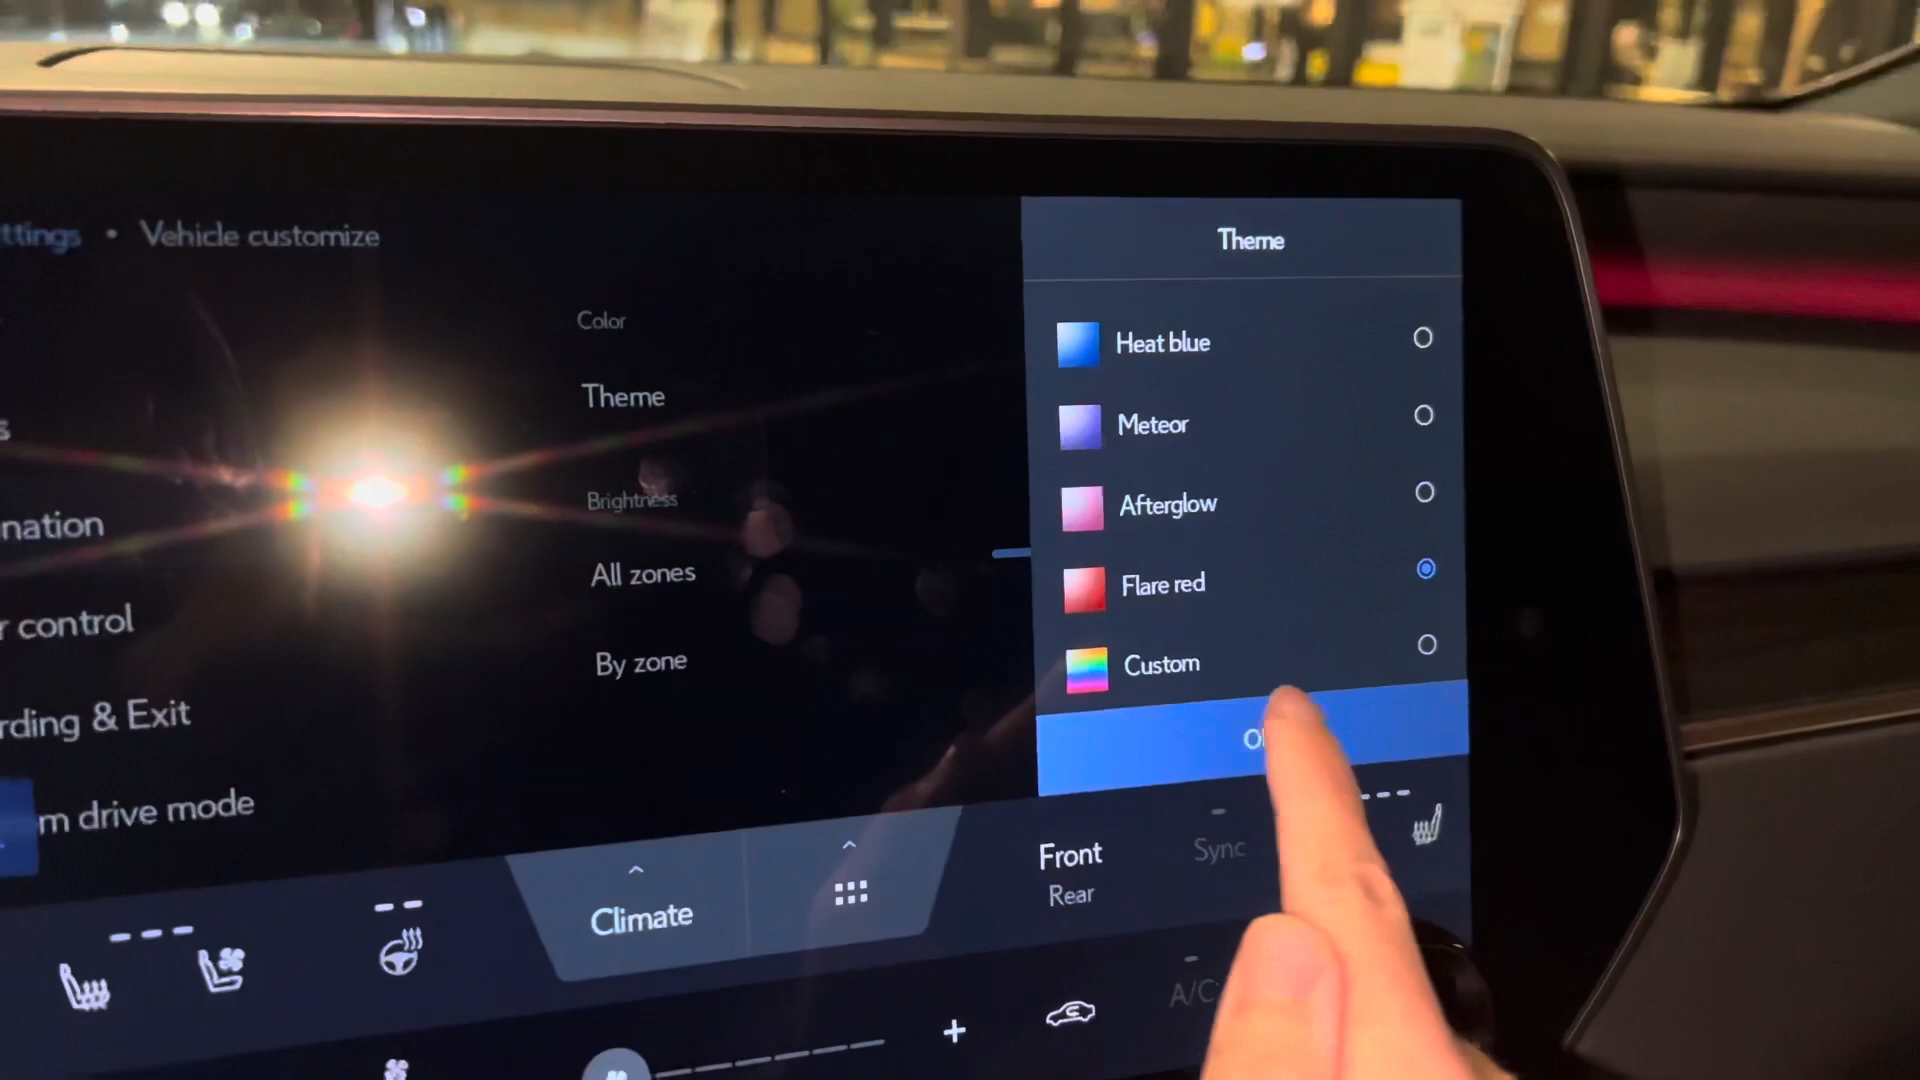 ttings • Vehicle customize
nation
r control
rding & Exit
m drive mode
Color
Theme
Brightness
All zones
By zone
Theme
Heat blue
Meteor
Afterglow
Flare red
Custom
Climate
Front
Rear
Sync
A/C